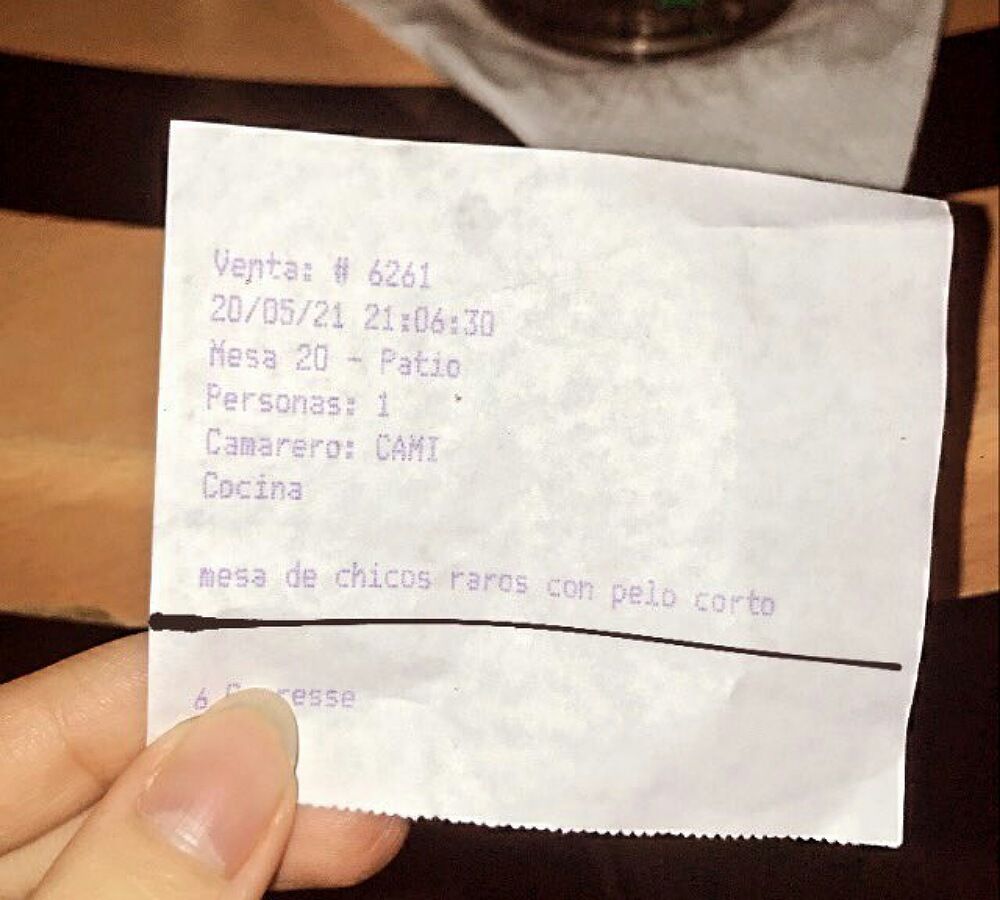 Venta: # 6261
20/05/21 21:06:30
Mesa 20 - Patio
Personas: 1
Camarero: CAMI
Cocina
mesa de chicos raros con pelo corto
6